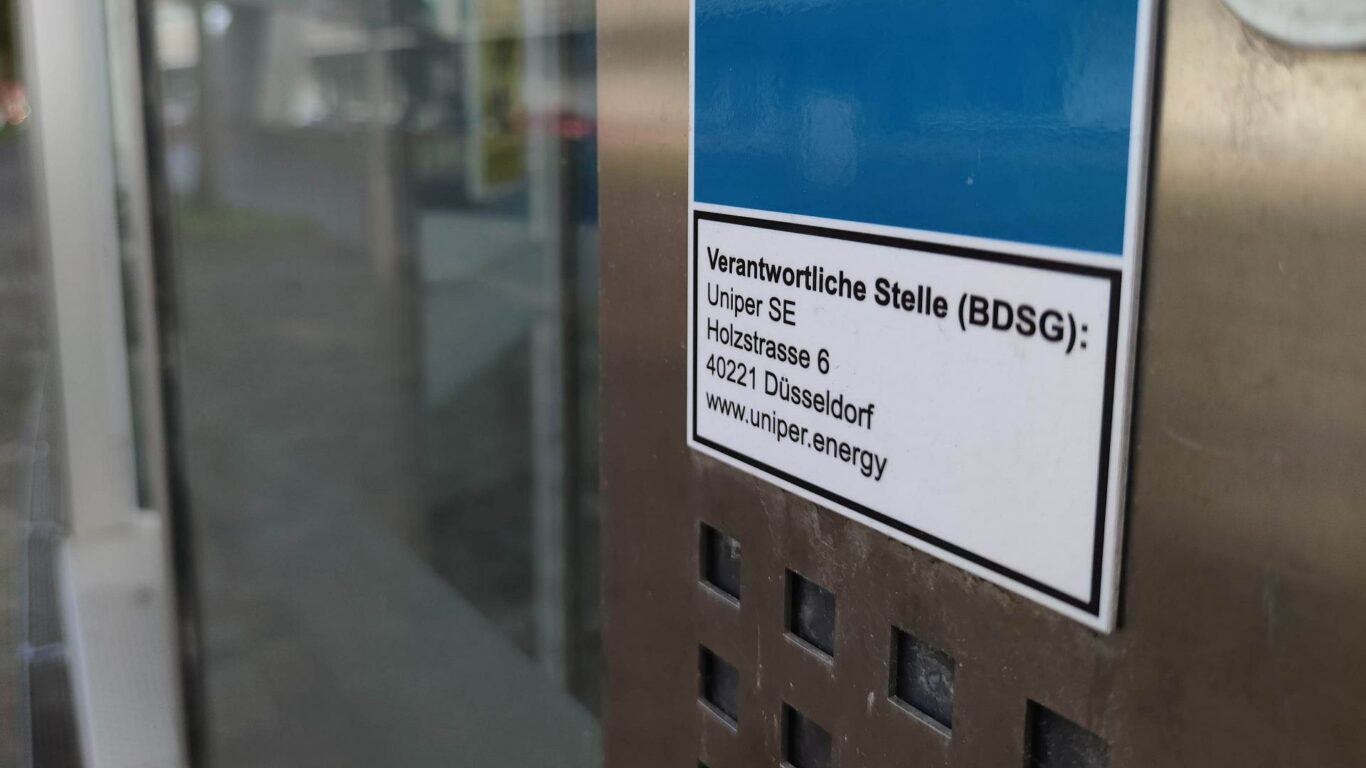 Verantwortliche Stelle (BDSG):
Uniper SE
Holzstrasse 6
40221 Düsseldorf
www.uniper.energy